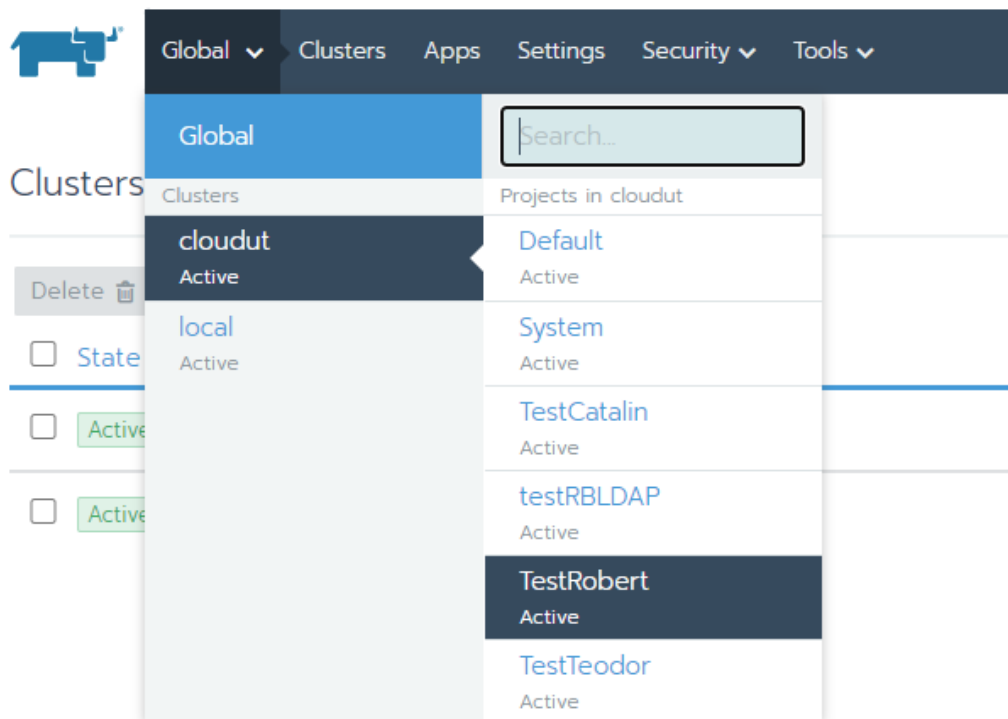 Global Clusters Apps Settings Security Tools
Global
Search...
Clusters
Clusters
Projects in cloudut
cloudut
Active
Default
Active
Delete
local
Active
System
Active
State
TestCatalin
Active
Active
testRBLDAP
Active
Active
TestRobert
Active
TestTeodor
Active